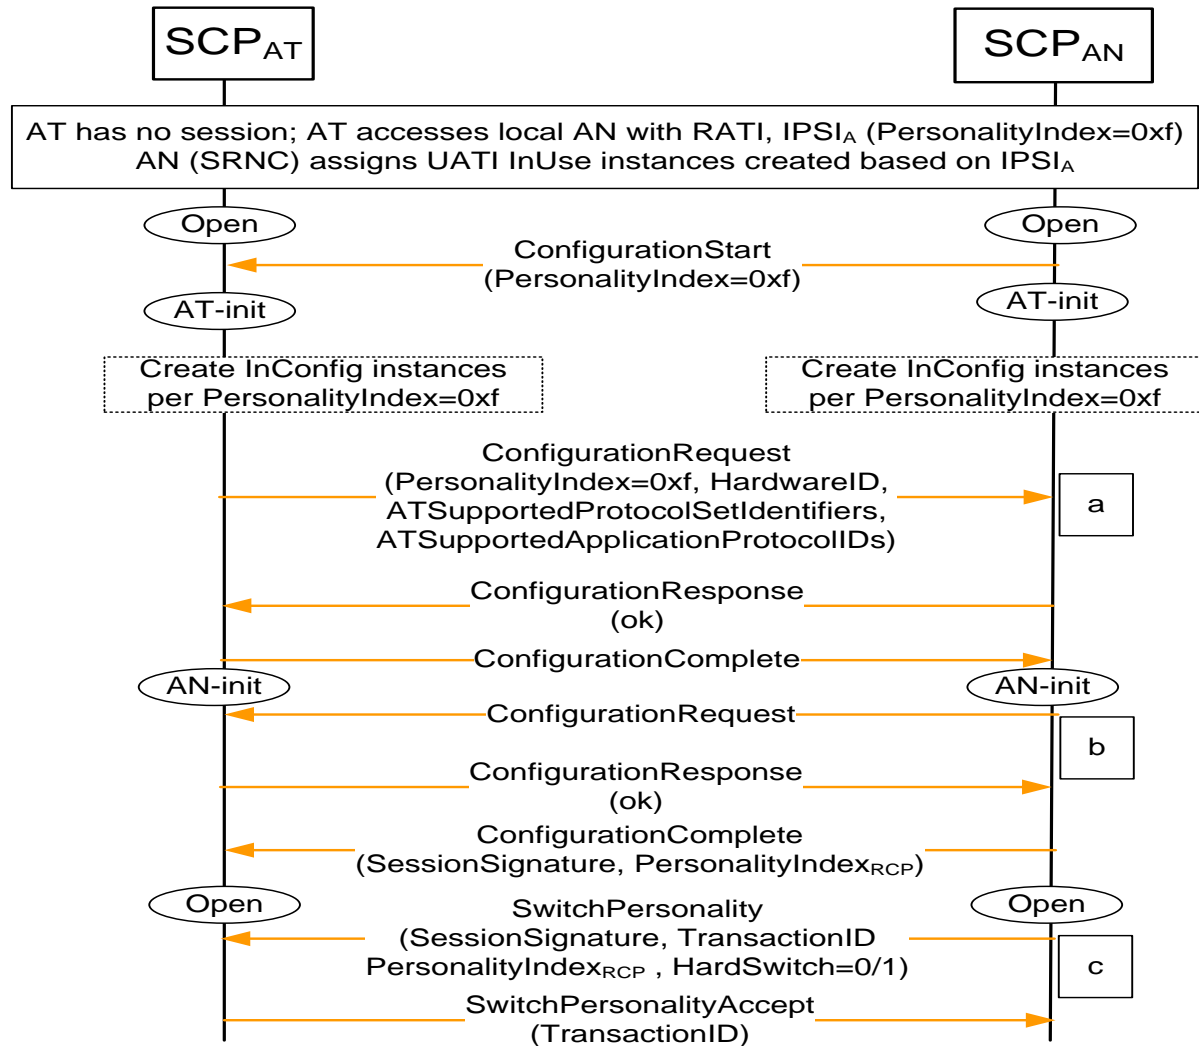 SCPAT
SCPAN
AT has no session; AT accesses local AN with RATI, IPSIA (PersonalityIndex=0xf)
AN (SRNC) assigns UATI InUse instances created based on IPSIA
Open
Open
ConfigurationStart
(PersonalityIndex=0xf)
AT-init
AT-init
Create InConfig instances
per PersonalityIndex=0xf
Create InConfig instances
per PersonalityIndex=0xf
ConfigurationRequest
(PersonalityIndex=0xf, HardwareID,
ATSupportedProtocolSetIdentifiers,
ATSupportedApplicationProtocolIDs)
a
ConfigurationResponse
(ok)
ConfigurationComplete
AN-init
AN-init
ConfigurationRequest
b
ConfigurationResponse
(ok)
ConfigurationComplete
(SessionSignature, PersonalityIndexRCP)
Open
Open
SwitchPersonality
(SessionSignature, TransactionID
PersonalityIndexRCP , HardSwitch=0/1)
c
SwitchPersonalityAccept
(TransactionID)